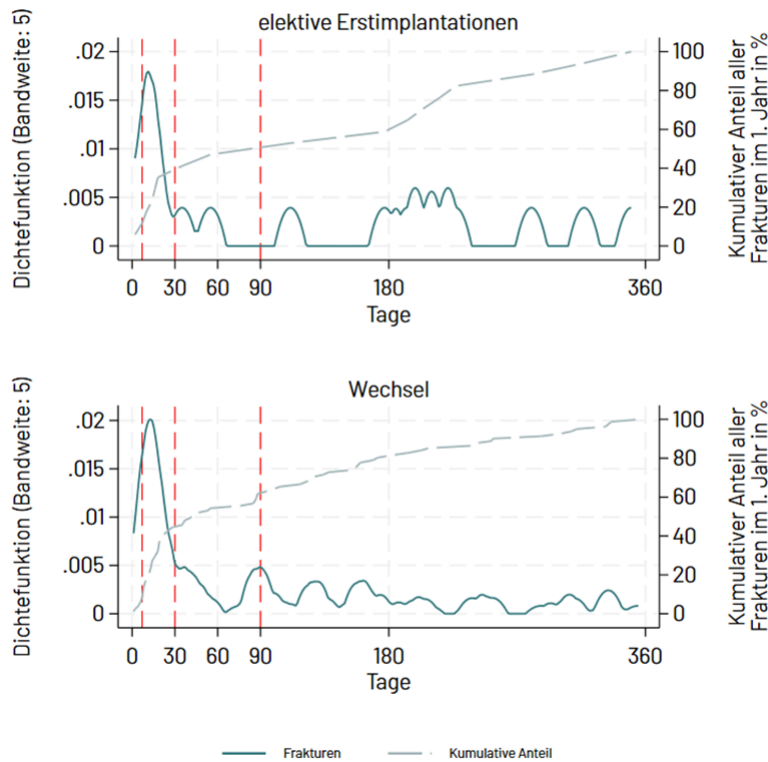 elektive Erstimplantationen
Dichtefunktion (Bandweite: 5)
.02
.015
.01
.005
0
100
80
60
40
20
0
Kumulativer Anteil aller
Frakturen im 1. Jahr in %
0 30 60 90 180 360
Tage
Wechsel
Dichtefunktion (Bandweite: 5)
.02
.015
.01
.005
0
100
80
60
40
20
0
Kumulativer Anteil aller
Frakturen im 1. Jahr in %
0 30 60 90 180 360
Tage
Frakturen Kumulative Anteil